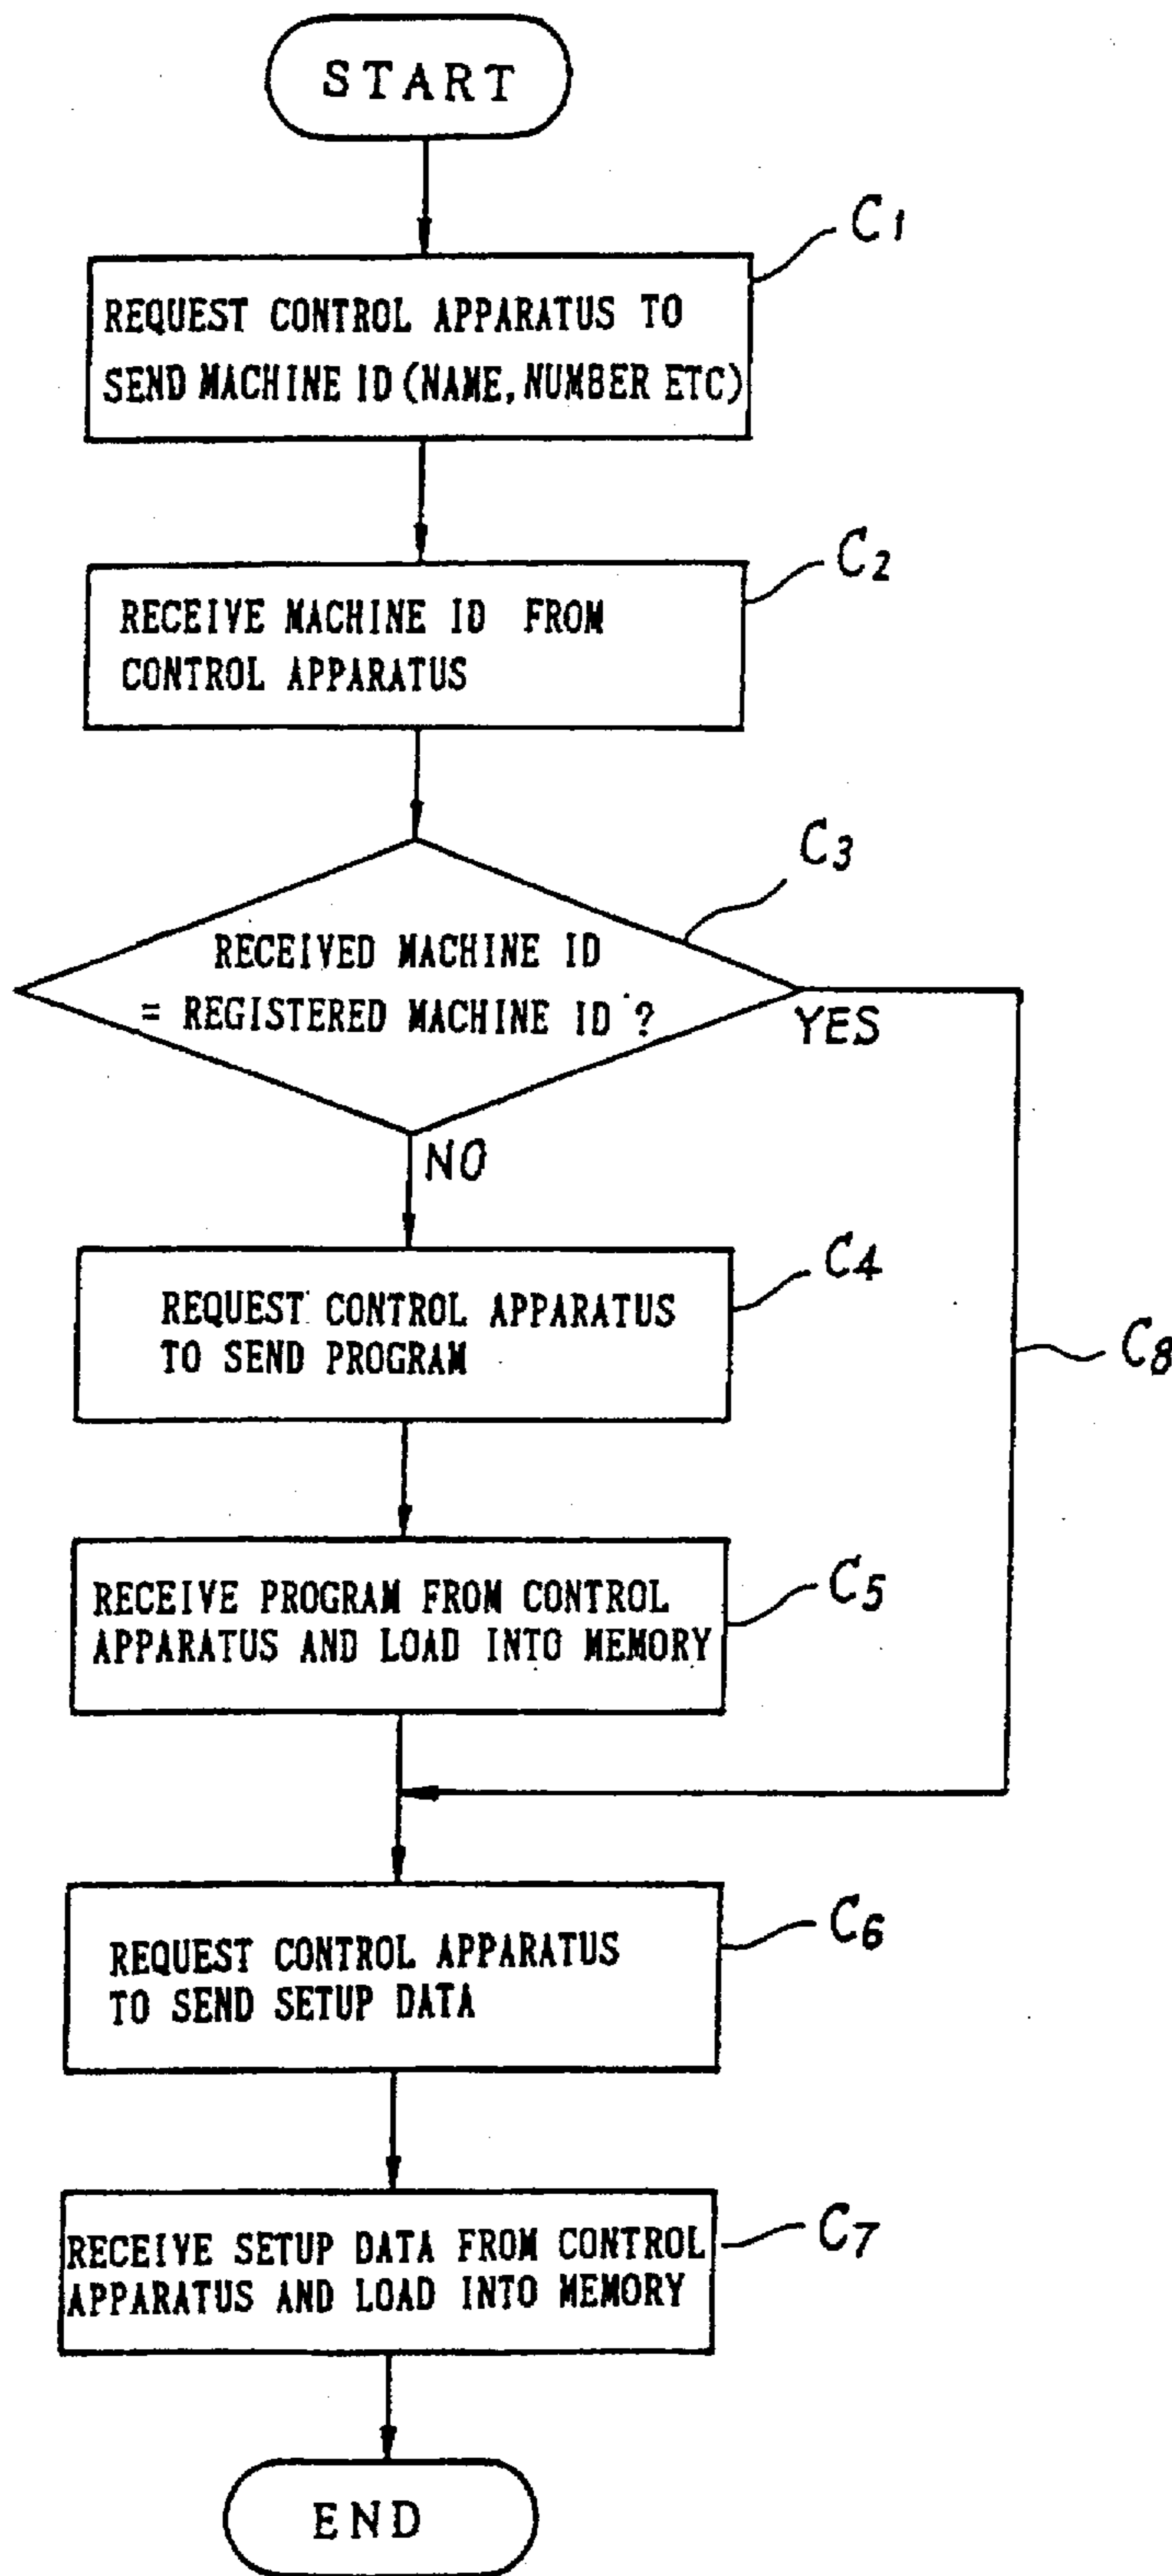 START
C1
REQUEST CONTROL APPARATUS TO
SEND MACHINE ID (NAME, NUMBER ETC)
C2
RECEIVE MACHINE ID FROM
CONTROL APPARATUS
C3
RECEIVED MACHINE ID
= REGISTERED MACHINE ID ?
YES
NO
C4
REQUEST CONTROL APPARATUS
TO SEND PROGRAM
C8
C5
RECEIVE PROGRAM FROM CONTROL
APPARATUS AND LOAD INTO MEMORY
C6
REQUEST CONTROL APPARATUS
TO SEND SETUP DATA
C7
RECEIVE SETUP DATA FROM CONTROL
APPARATUS AND LOAD INTO MEMORY
END